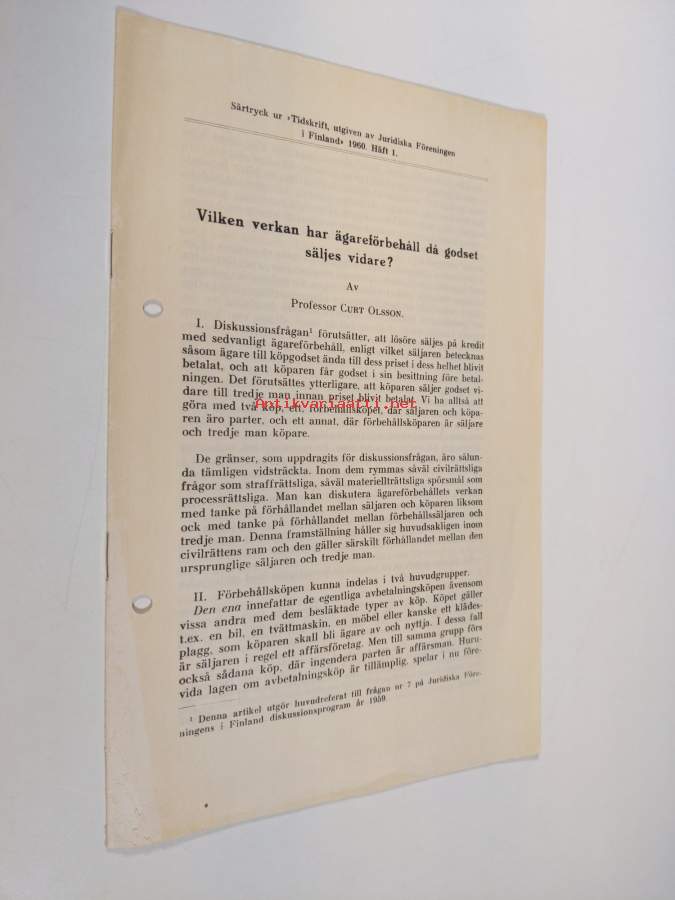 Särtryck ur »Tidskrift, utgiven av Juridiska Föreningen
i Finland» 1960. Häft 1.
Vilken verkan har ägareförbehåll då godset
säljes vidare?
Av
Professor CURT OLSSON.
I. Diskussionsfrågan¹ förutsätter, att lösöre säljes på kredit
med sedvanligt ägareförbehåll, enligt vilket säljaren betecknas
såsom ägare till köpgodset ända till dess priset i dess helhet blivit
betalat, och att köparen får godset i sin besittning före betal-
ningen. Det förutsättes ytterligare, att köparen säljer godset vi-
dare till tredje man innan priset blivit betalat. Vi ha alltså att
Antikvariaatti.net
göra med två köp, ett, förbehållsköpet, där säljaren och köpa-
ren äro parter, och ett annat, där förbehållsköparen är säljare
och tredje man köpare.
De gränser, som uppdragits för diskussionsfrågan, äro sålun-
da tämligen vidsträckta. Inom dem rymmas såväl civilrättsliga
frågor som straffrättsliga, såväl materiellträttsliga spörsmål som
processrättsliga. Man kan diskutera ägareförbehållets verkan
med tanke på förhållandet mellan säljaren och köparen liksom
ock med tanke på förhållandet mellan förbehållssäljaren och
tredje man. Denna framställning håller sig huvudsakligen inom
civilrättens ram och den gäller särskilt förhållandet mellan den
ursprunglige säljaren och tredje man.
II. Förbehållsköpen kunna indelas i två huvudgrupper.
Den ena innefattar de egentliga avbetalningsköpen ävensom
vissa andra med dem besläktade typer av köp. Köpet gäller
t.ex. en bil, en tvättmaskin, en möbel eller kanske ett klädes-
plagg, som köparen skall bli ägare av och nyttja. I dessa fall
är säljaren i regel ett affärsföretag. Men till samma grupp förs
också sådana köp, där ingendera parten är affärsman. Huru-
vida lagen om avbetalningsköp är tillämplig, spelar i nu före-
¹ Denna artikel utgör huvudreferat till frågan nr 7 på Juridiska Före-
ningens i Finland diskussionsprogram år 1959.